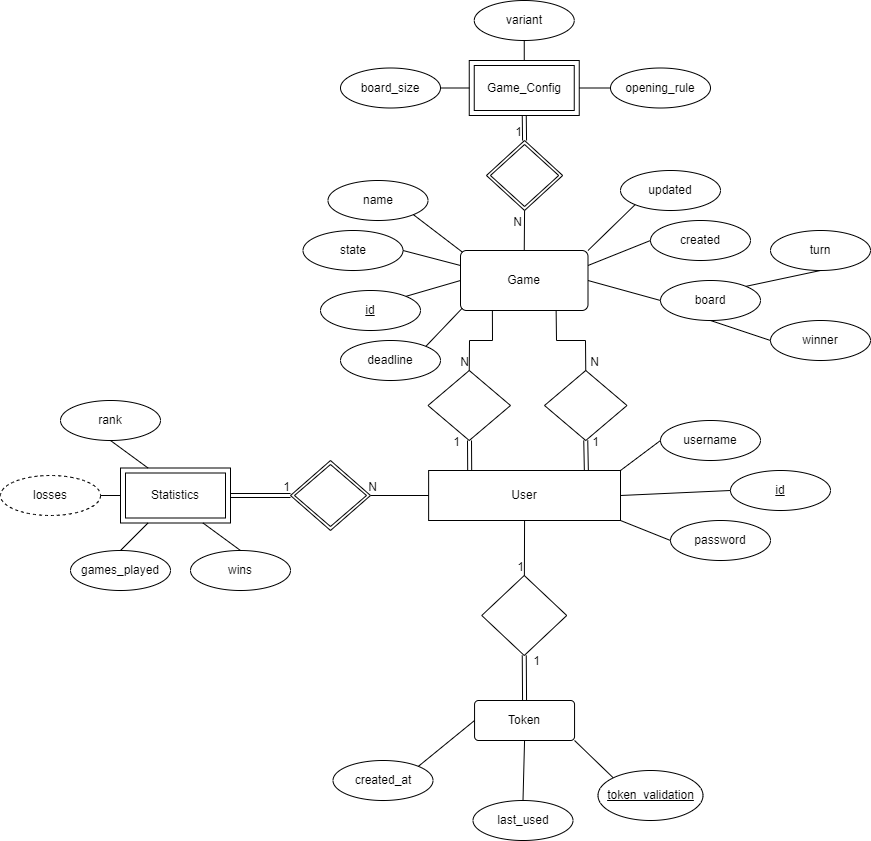 variant
board_size
Game_Config
opening_rule
1
N
name
updated
state
created
turn
Game
id
board
deadline
winner
N
N
rank
1
1
username
losses
Statistics
1
N
User
id
password
games_played
wins
1
1
Token
created_at
token_validation
last_used